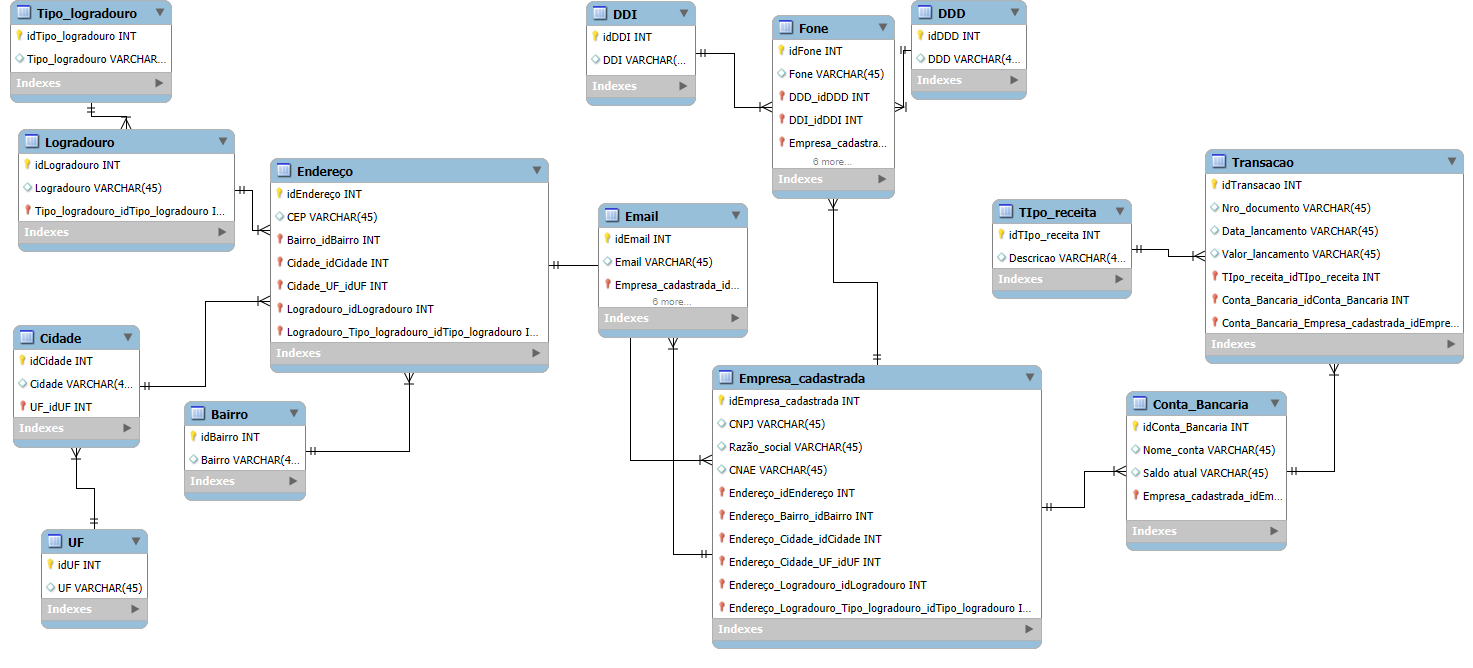 Tipo_logradouro
idTipo_logradouro INT
Tipo_logradouro VARCHAR...
Indexes
Logradouro
idLogradouro INT
Logradouro VARCHAR(45)
Tipo_logradouro_idTipo_logradouro I...
Indexes
Cidade
idCidade INT
Cidade VARCHAR(4...
UF_idUF INT
Indexes
UF
idUF INT
UF VARCHAR(45)
Indexes
Bairro
idBairro INT
Bairro VARCHAR(4...
Indexes
Endereço
idEndereço INT
CEP VARCHAR(45)
Bairro_idBairro INT
Cidade_idCidade INT
Cidade_UF_idUF INT
Logradouro_idLogradouro INT
Logradouro_Tipo_logradouro_idTipo_logradouro I...
Indexes
DDI
idDDI INT
DDI VARCHAR(...
Indexes
Fone
idFone INT
Fone VARCHAR(45)
DDD_idDDD INT
DDI_idDDI INT
Empresa_cadastra...
6 more...
Indexes
DDD
idDDD INT
DDD VARCHAR(4...
Indexes
Email
idEmail INT
Email VARCHAR(45)
Empresa_cadastrada_id...
6 more...
Indexes
Empresa_cadastrada
idEmpresa_cadastrada INT
CNPJ VARCHAR(45)
Razão_social VARCHAR(45)
CNAE VARCHAR(45)
Endereço_idEndereço INT
Endereço_Bairro_idBairro INT
Endereço_Cidade_idCidade INT
Endereço_Cidade_UF_idUF INT
Endereço_Logradouro_idLogradouro INT
Endereço_Logradouro_Tipo_logradouro_idTipo_logradouro I...
Indexes
TIpo_receita
idTIpo_receita INT
Descricao VARCHAR(4...
Indexes
Transacao
idTransacao INT
Nro_documento VARCHAR(45)
Data_lancamento VARCHAR(45)
Valor_lancamento VARCHAR(45)
TIpo_receita_idTIpo_receita INT
Conta_Bancaria_idConta_Bancaria INT
Conta_Bancaria_Empresa_cadastrada_idEmpre...
Indexes
Conta_Bancaria
idConta_Bancaria INT
Nome_conta VARCHAR(45)
Saldo atual VARCHAR(45)
Empresa_cadastrada_idEm...
Indexes